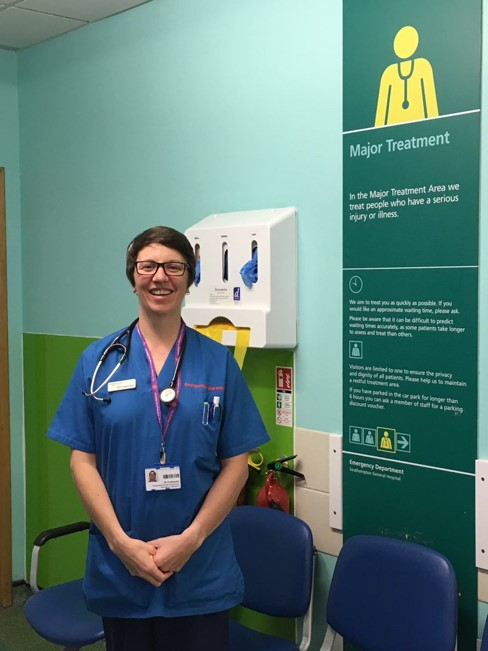 Major Treatment
In the Major Treatment Area we
treat people who have a serious
injury or illness.
We aim to treat you as quickly as possible. If you
would like an approximate waiting time, please ask.
Please be aware that it can be difficult to predict
waiting times accurately, as some patients take longer
to assess and treat than others.
Visitors are limited to one to ensure the privacy
and dignity of all patients. Please help us to maintain
a restful treatment area.
If you have parked in the car park for longer than
6 hours you can ask a member of staff for a parking
discount voucher.
Emergency Department
Southampton General Hospital